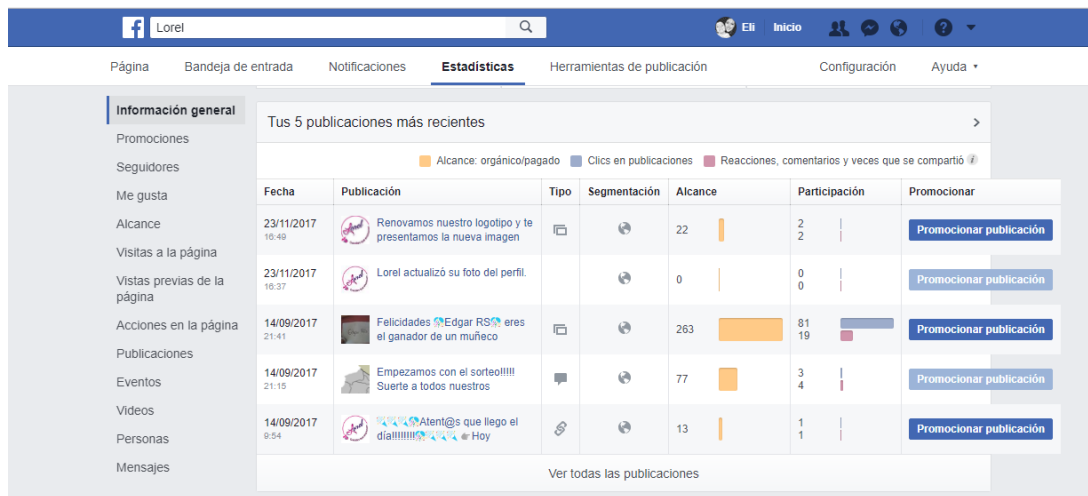 Lorel
Eli Inicio
Página Bandeja de entrada Notificaciones Estadísticas Herramientas de publicación Configuración Ayuda
Información general
Promociones
Seguidores
Me gusta
Alcance
Visitas a la página
Vistas previas de la
página
Acciones en la página
Publicaciones
Eventos
Videos
Personas
Mensajes
Tus 5 publicaciones más recientes
Alcance: orgánico/pagado Clics en publicaciones Reacciones, comentarios y veces que se compartió i
Fecha Publicación Tipo Segmentación Alcance Participación Promocionar
23/11/2017 Renovamos nuestro logotipo y te 22 2 Promocionar publicación
16:49 presentamos la nueva imagen 2
23/11/2017 Lorel actualizó su foto del perfil. 0 0 Promocionar publicación
16:37 0
14/09/2017 Felicidades Edgar RS eres 263 81 Promocionar publicación
21:41 el ganador de un muñeco 19
14/09/2017 Empezamos con el sorteo!!!!! 77 3 Promocionar publicación
21:15 Suerte a todos nuestros 4
14/09/2017 Atent@s que llego el 13 1 Promocionar publicación
9:54 día!!!!!!!! Hoy 1
Ver todas las publicaciones